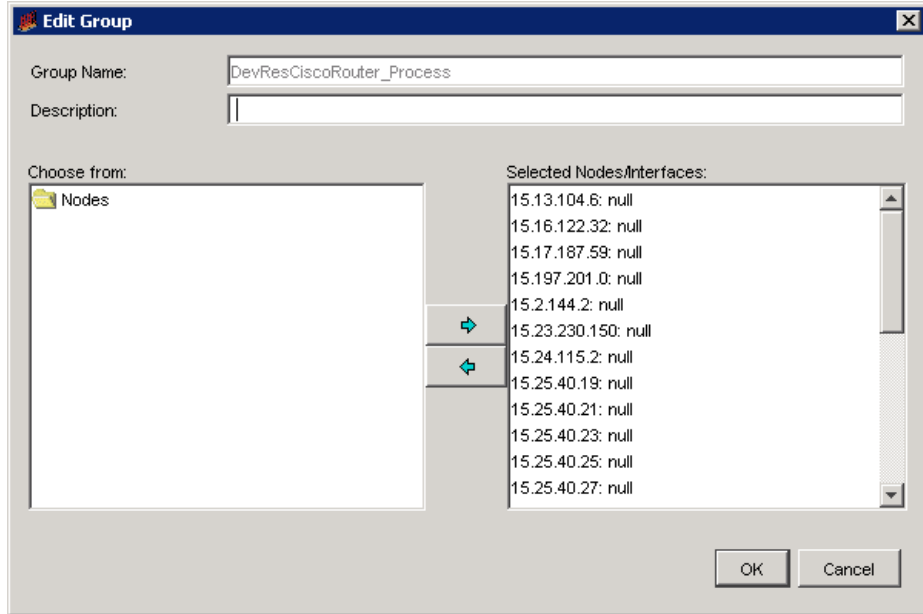 Edit Group
Group Name:
DevResCiscoRouter_Process
Description:
Choose from:
Nodes
Selected Nodes/Interfaces:
15.13.104.6: null
15.16.122.32: null
15.17.187.59: null
15.197.201.0: null
15.2.144.2: null
15.23.230.150: null
15.24.115.2: null
15.25.40.19: null
15.25.40.21: null
15.25.40.23: null
15.25.40.25: null
15.25.40.27: null
OK
Cancel